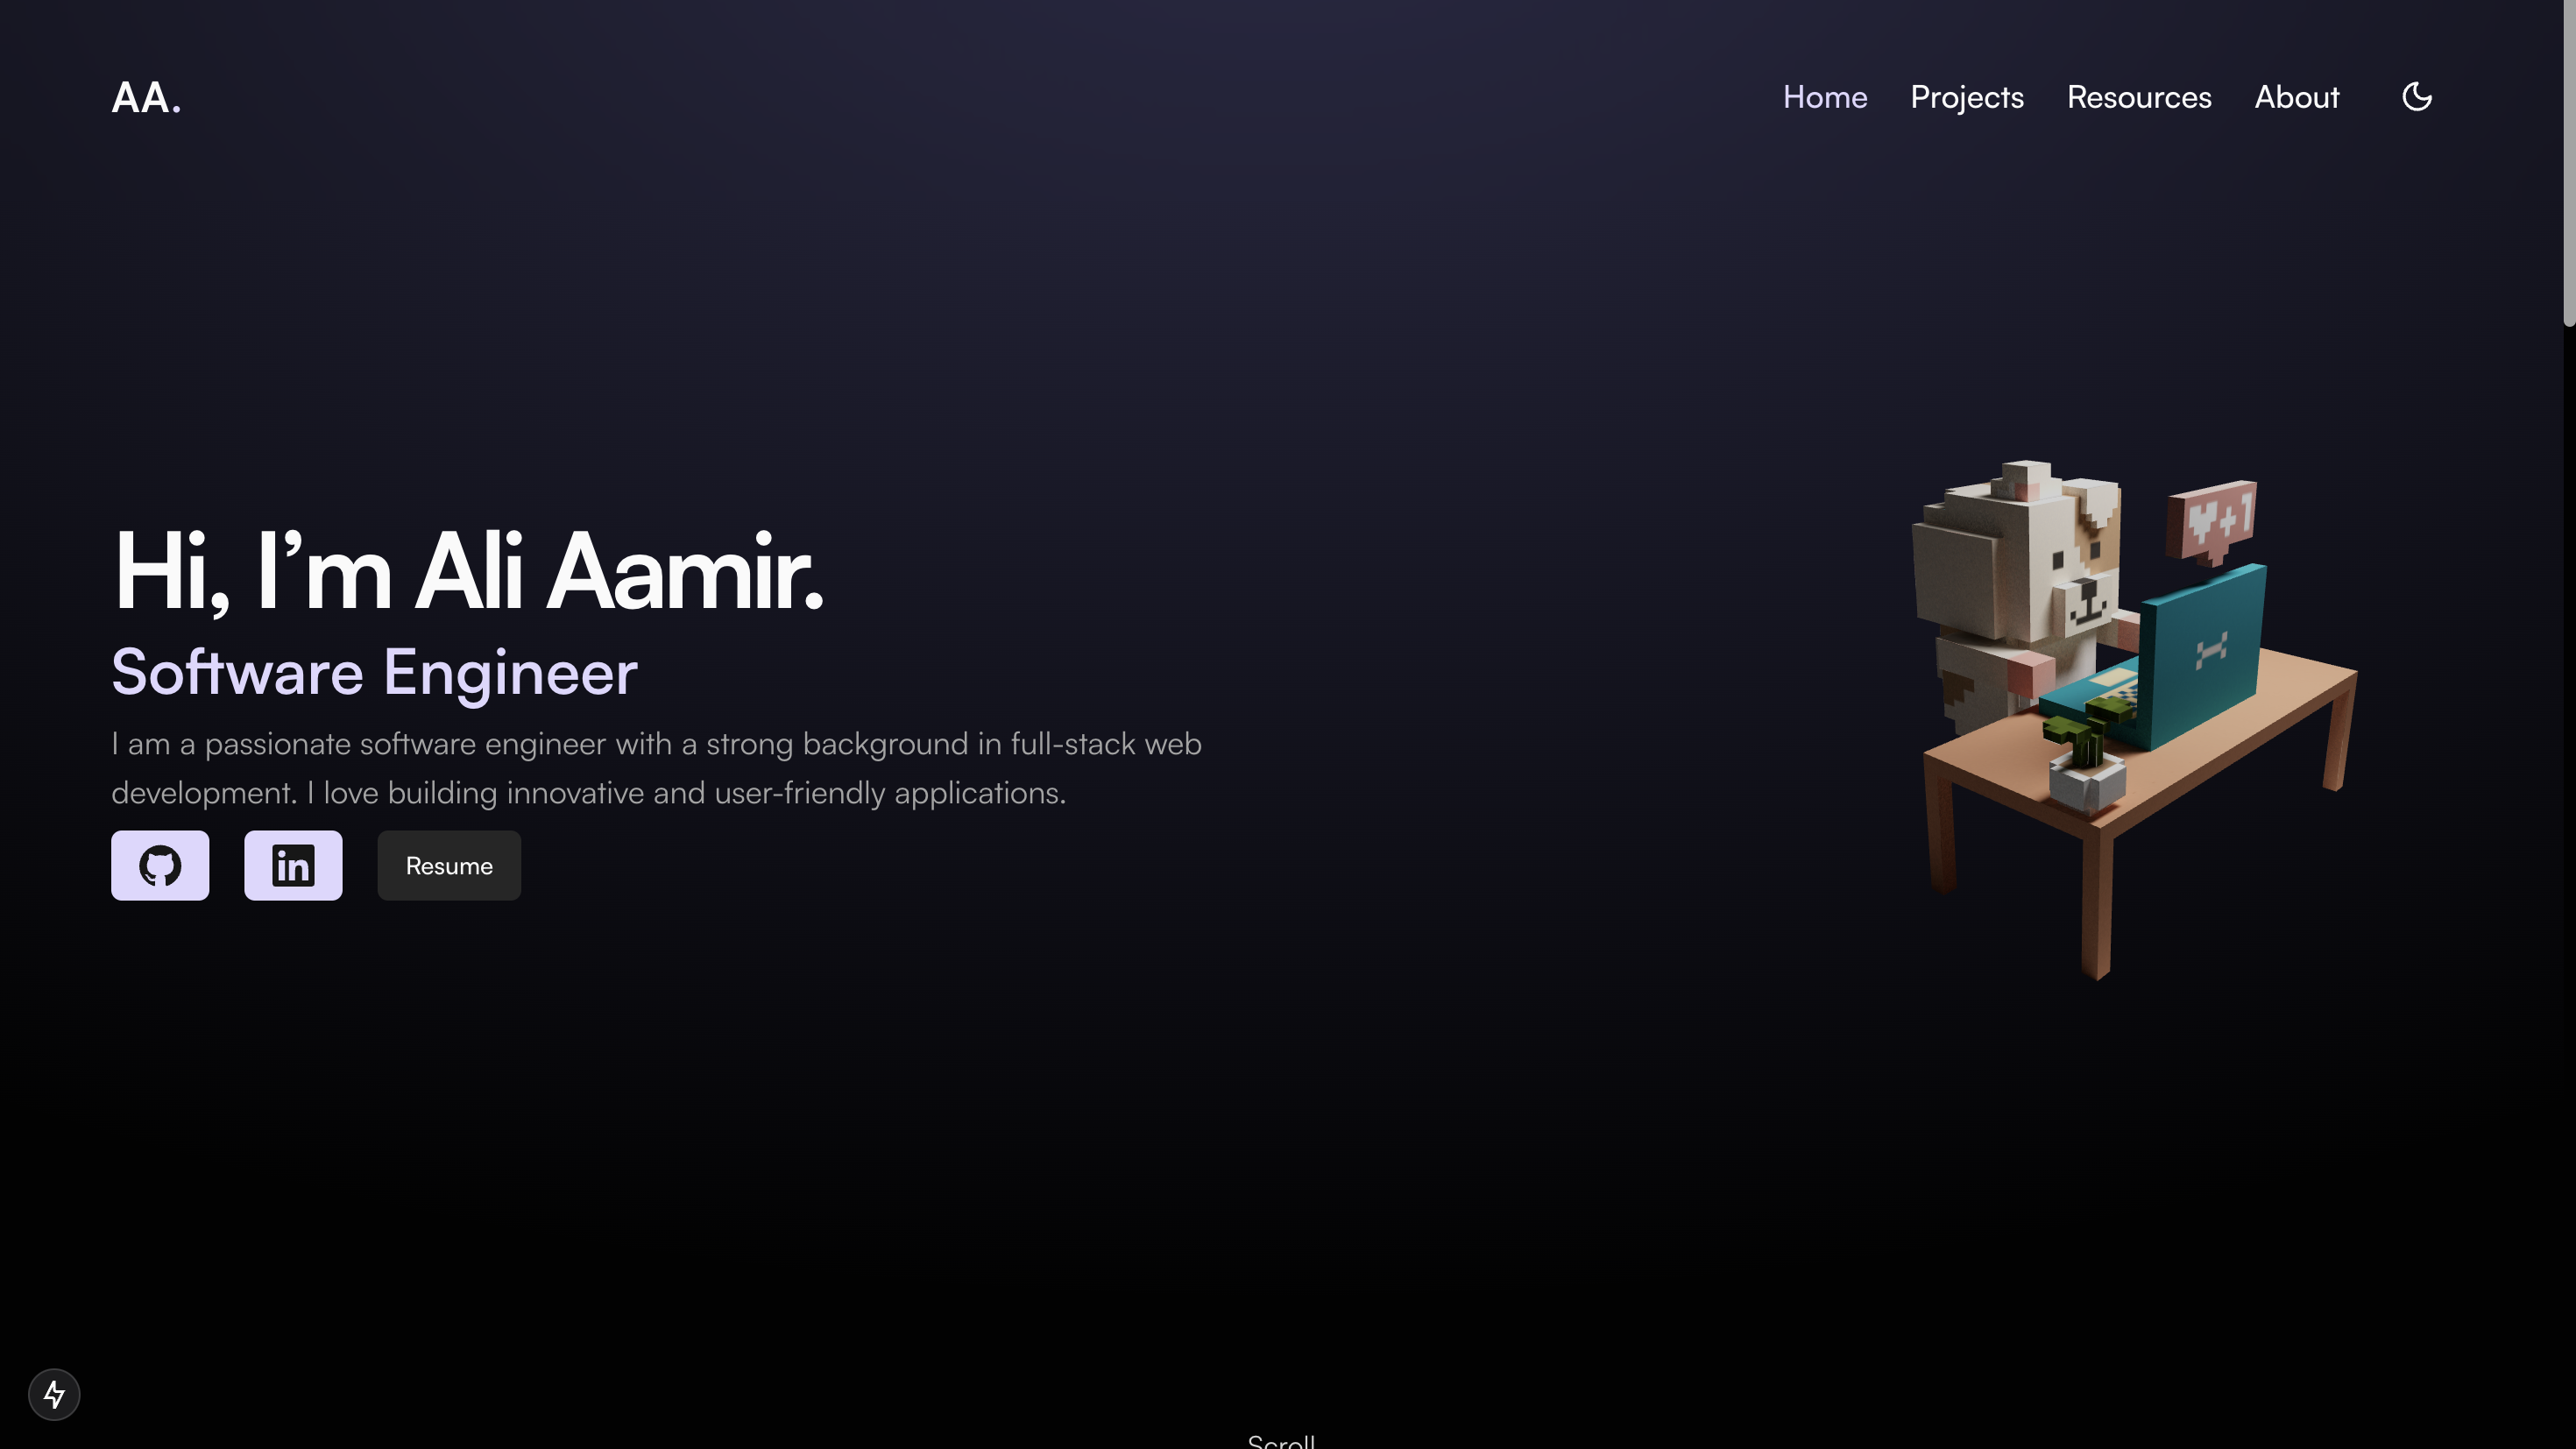 AA.
Home Projects Resources About
+1
Hi, I’m Ali Aamir.
Software Engineer
I am a passionate software engineer with a strong background in full-stack web
development. I love building innovative and user-friendly applications.
in Resume
Scroll